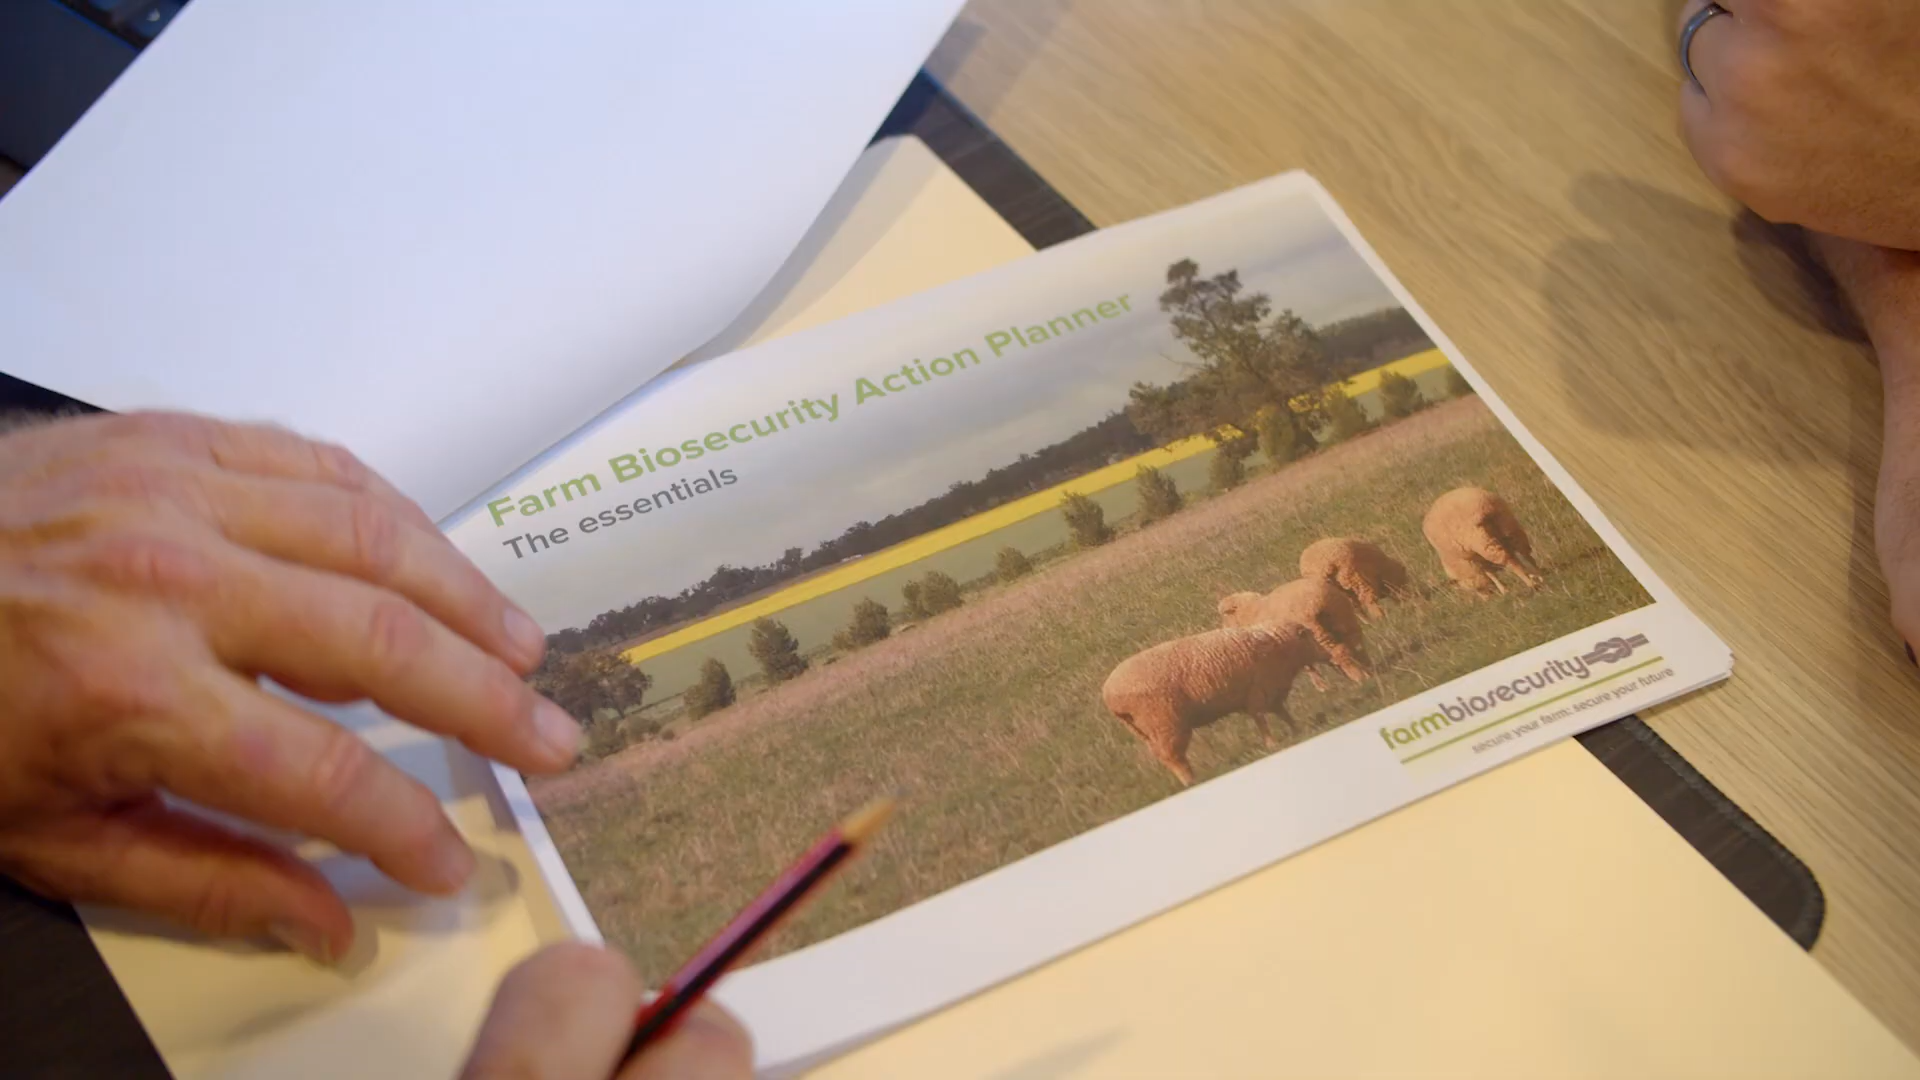 Farm Biosecurity Action Planner
The essentials
farmbiosecurity
secure your farm: secure your future